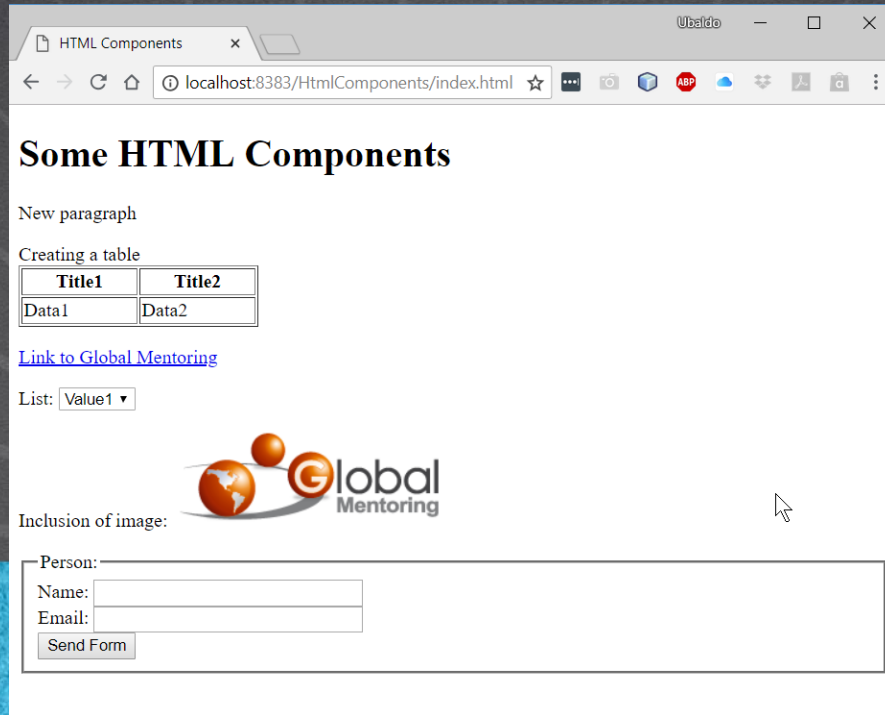 Ubaldo
HTML Components
localhost:8383/HtmlComponents/index.html
ABP
a
Some HTML Components
New paragraph
Creating a table
Title1 Title2
Data1 Data2
Link to Global Mentoring
List: Value1
Global
Mentoring
Inclusion of image:
Person:
Name:
Email:
Send Form